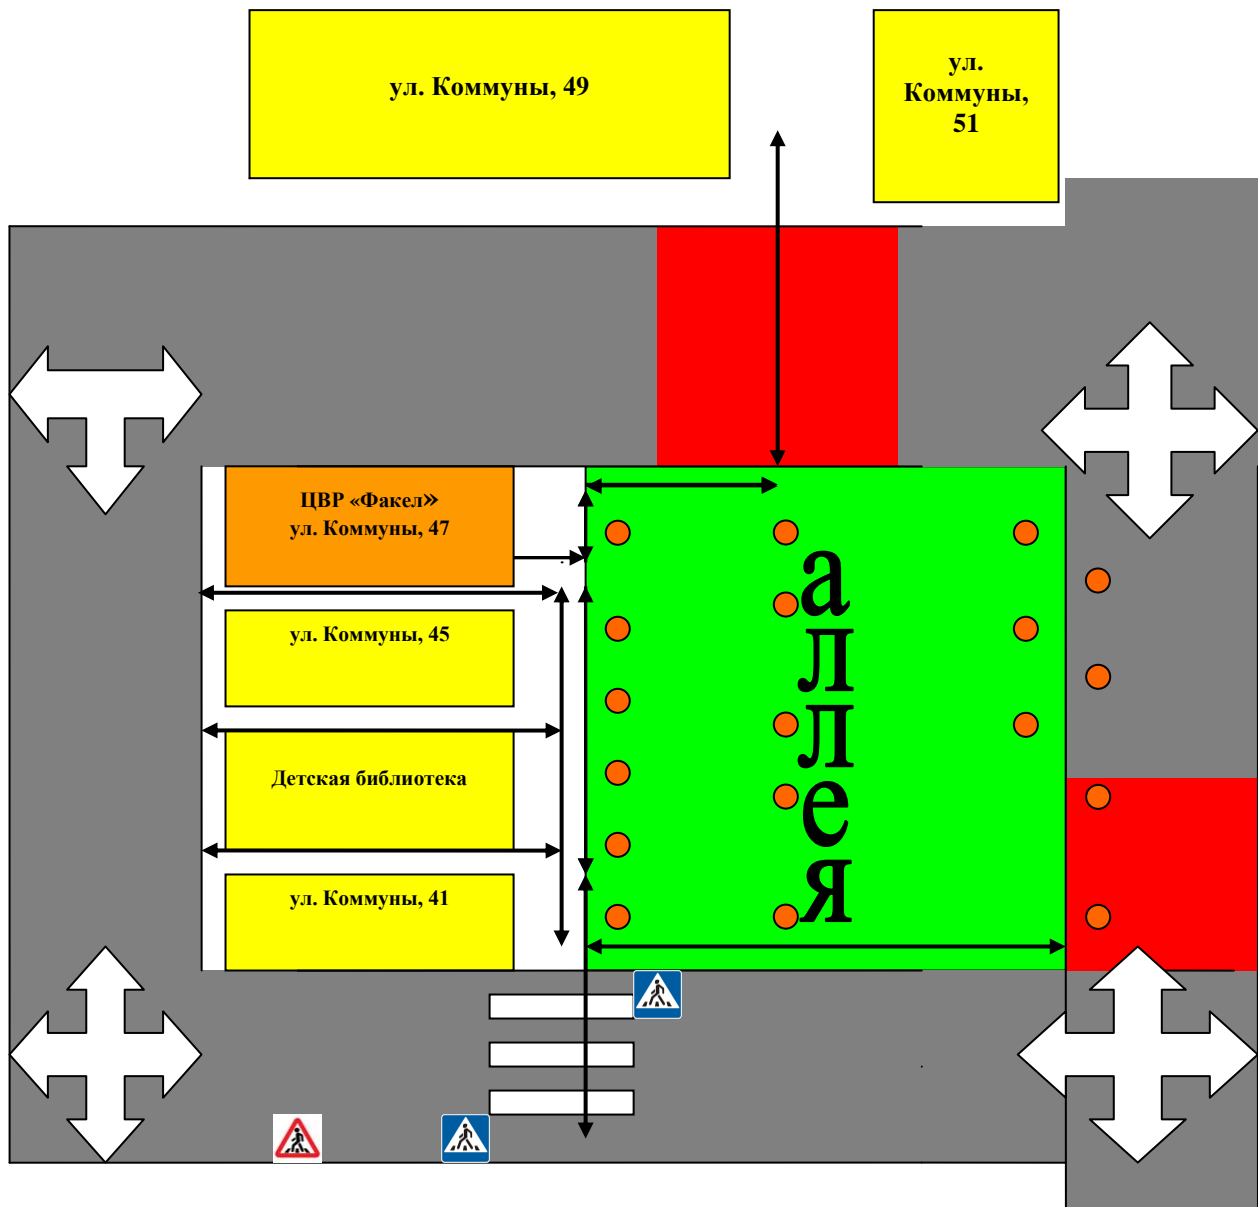 ул. Коммуны, 49
ул.
Коммуны,
51
ЦВР «Факел»
ул. Коммуны, 47
ул. Коммуны, 45
Детская библиотека
ул. Коммуны, 41
аллея